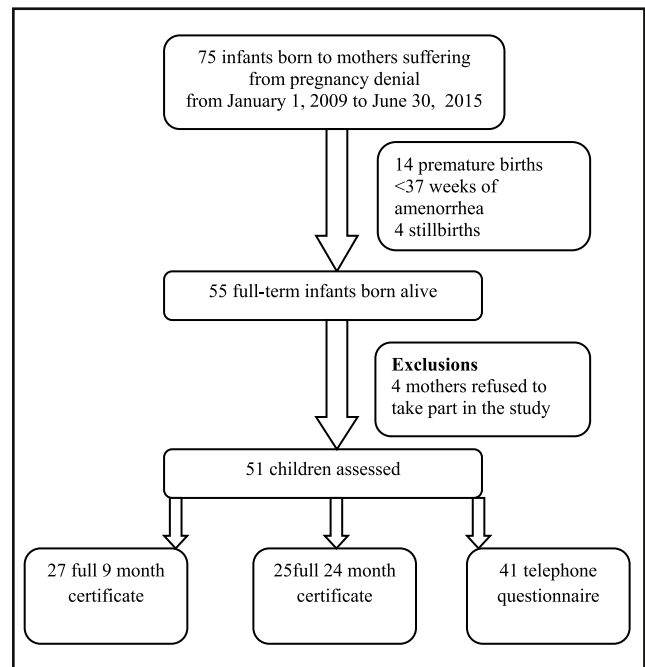 75 infants born to mothers suffering
from pregnancy denial
from January 1, 2009 to June 30, 2015
14 premature births
<37 weeks of
amenorrhea
4 stillbirths
55 full-term infants born alive
Exclusions
4 mothers refused to
take part in the study
51 children assessed
27 full 9 month
certificate
25full 24 month
certificate
41 telephone
questionnaire